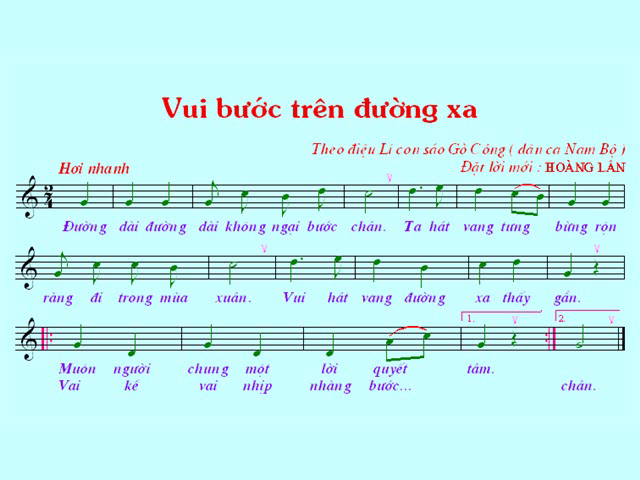 Vui bước trên đường xa
Theo điệu Lí con sáo Gò Công ( dân ca Nam Bộ )
Hơi nhanh
Đặt lời mới : HOÀNG LÂN
2
4
Đường dài đường dài không ngại bước chân. Ta hát vang tưng bừng rộn
ràng đi trong mùa xuân. Vui hát vang đường xa thấy gần.
1. 2.
Muôn người chung một lời quyết tâm.
Vai kề vai nhịp nhàng bước... chân.